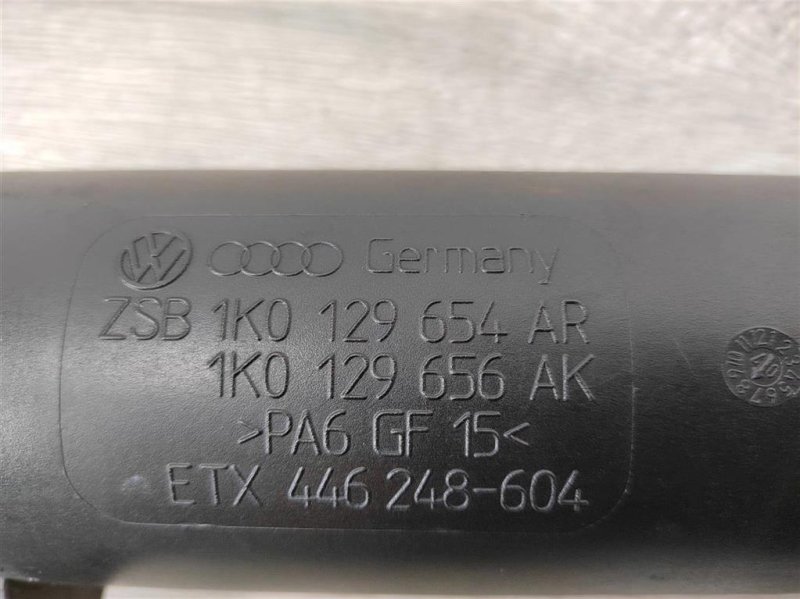 Germany
ZSB 1K0 129 654 AR
1K0 129 656 AK
>PA6 GF 15<
ETX 446 248-604